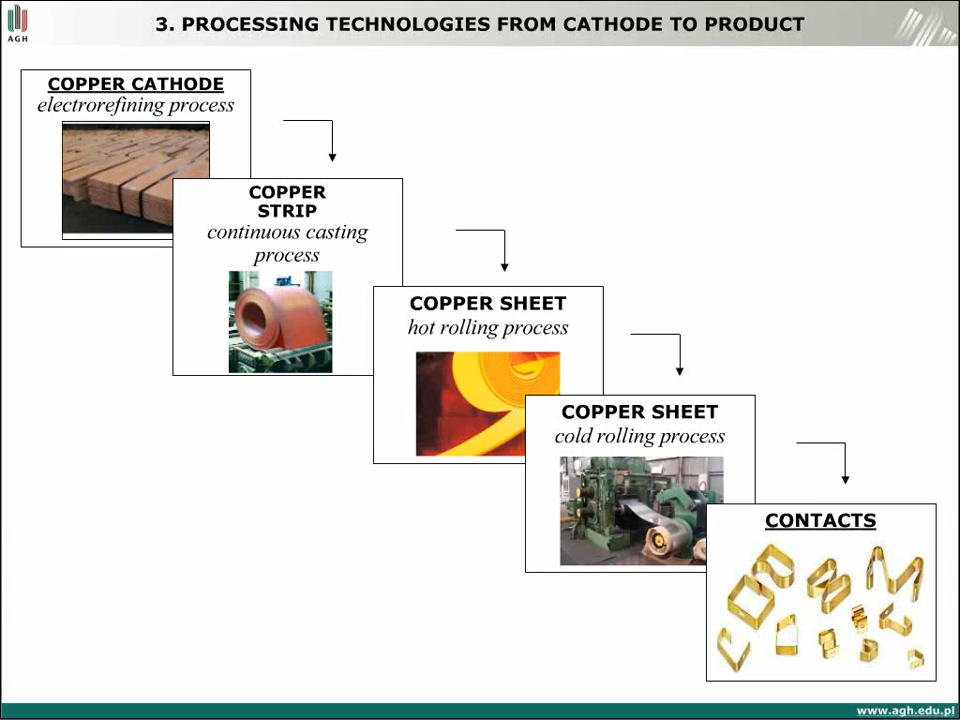 AGH
3. PROCESSING TECHNOLOGIES FROM CATHODE TO PRODUCT
COPPER CATHODE
electrorefining process
COPPER
STRIP
continuous casting
process
COPPER SHEET
hot rolling process
COPPER SHEET
cold rolling process
CONTACTS
www.agh.edu.pl